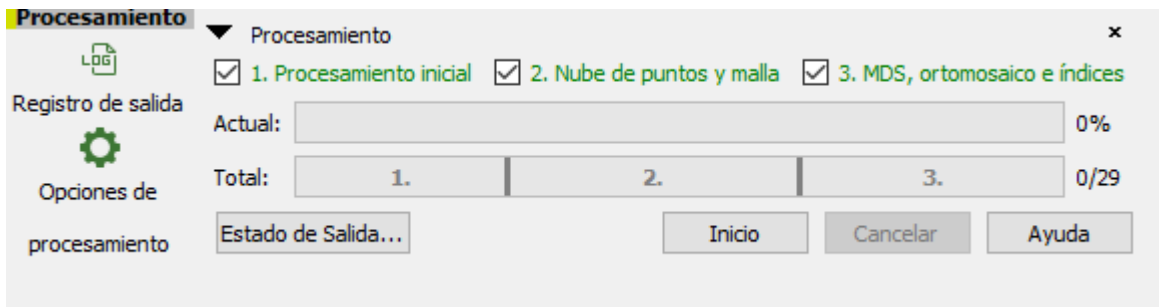 Procesamiento
LOG
Registro de salida
Opciones de
procesamiento
Procesamiento ×
1. Procesamiento inicial 2. Nube de puntos y malla 3. MDS, ortomosaico e índices
Actual: 0%
Total: 1. 2. 3. 0/29
Estado de Salida... Inicio Cancelar Ayuda